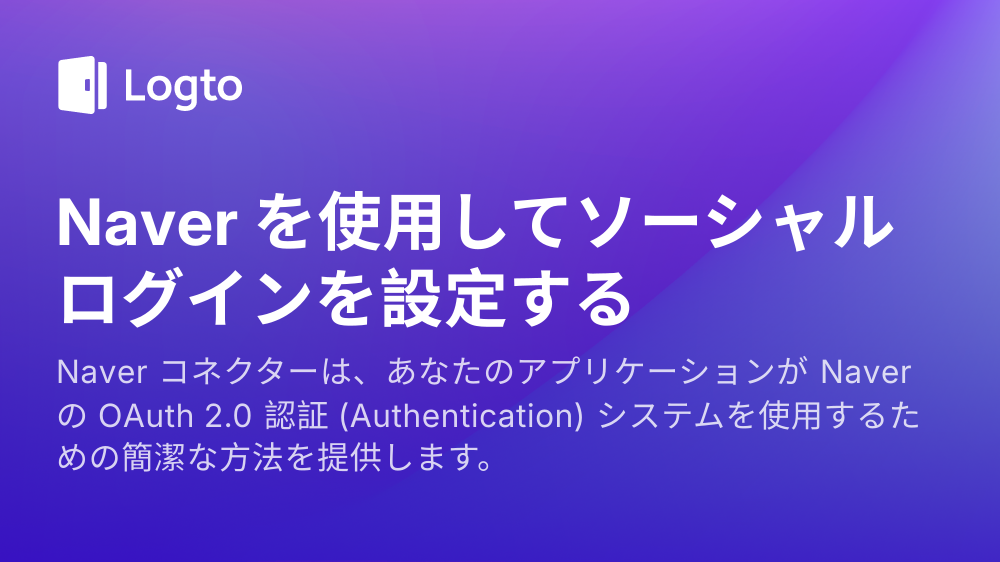 Logto
Naver を使用してソーシャル
ログインを設定する
Naver コネクターは、あなたのアプリケーションが Naver
の OAuth 2.0 認証 (Authentication) システムを使用するた
めの簡潔な方法を提供します。